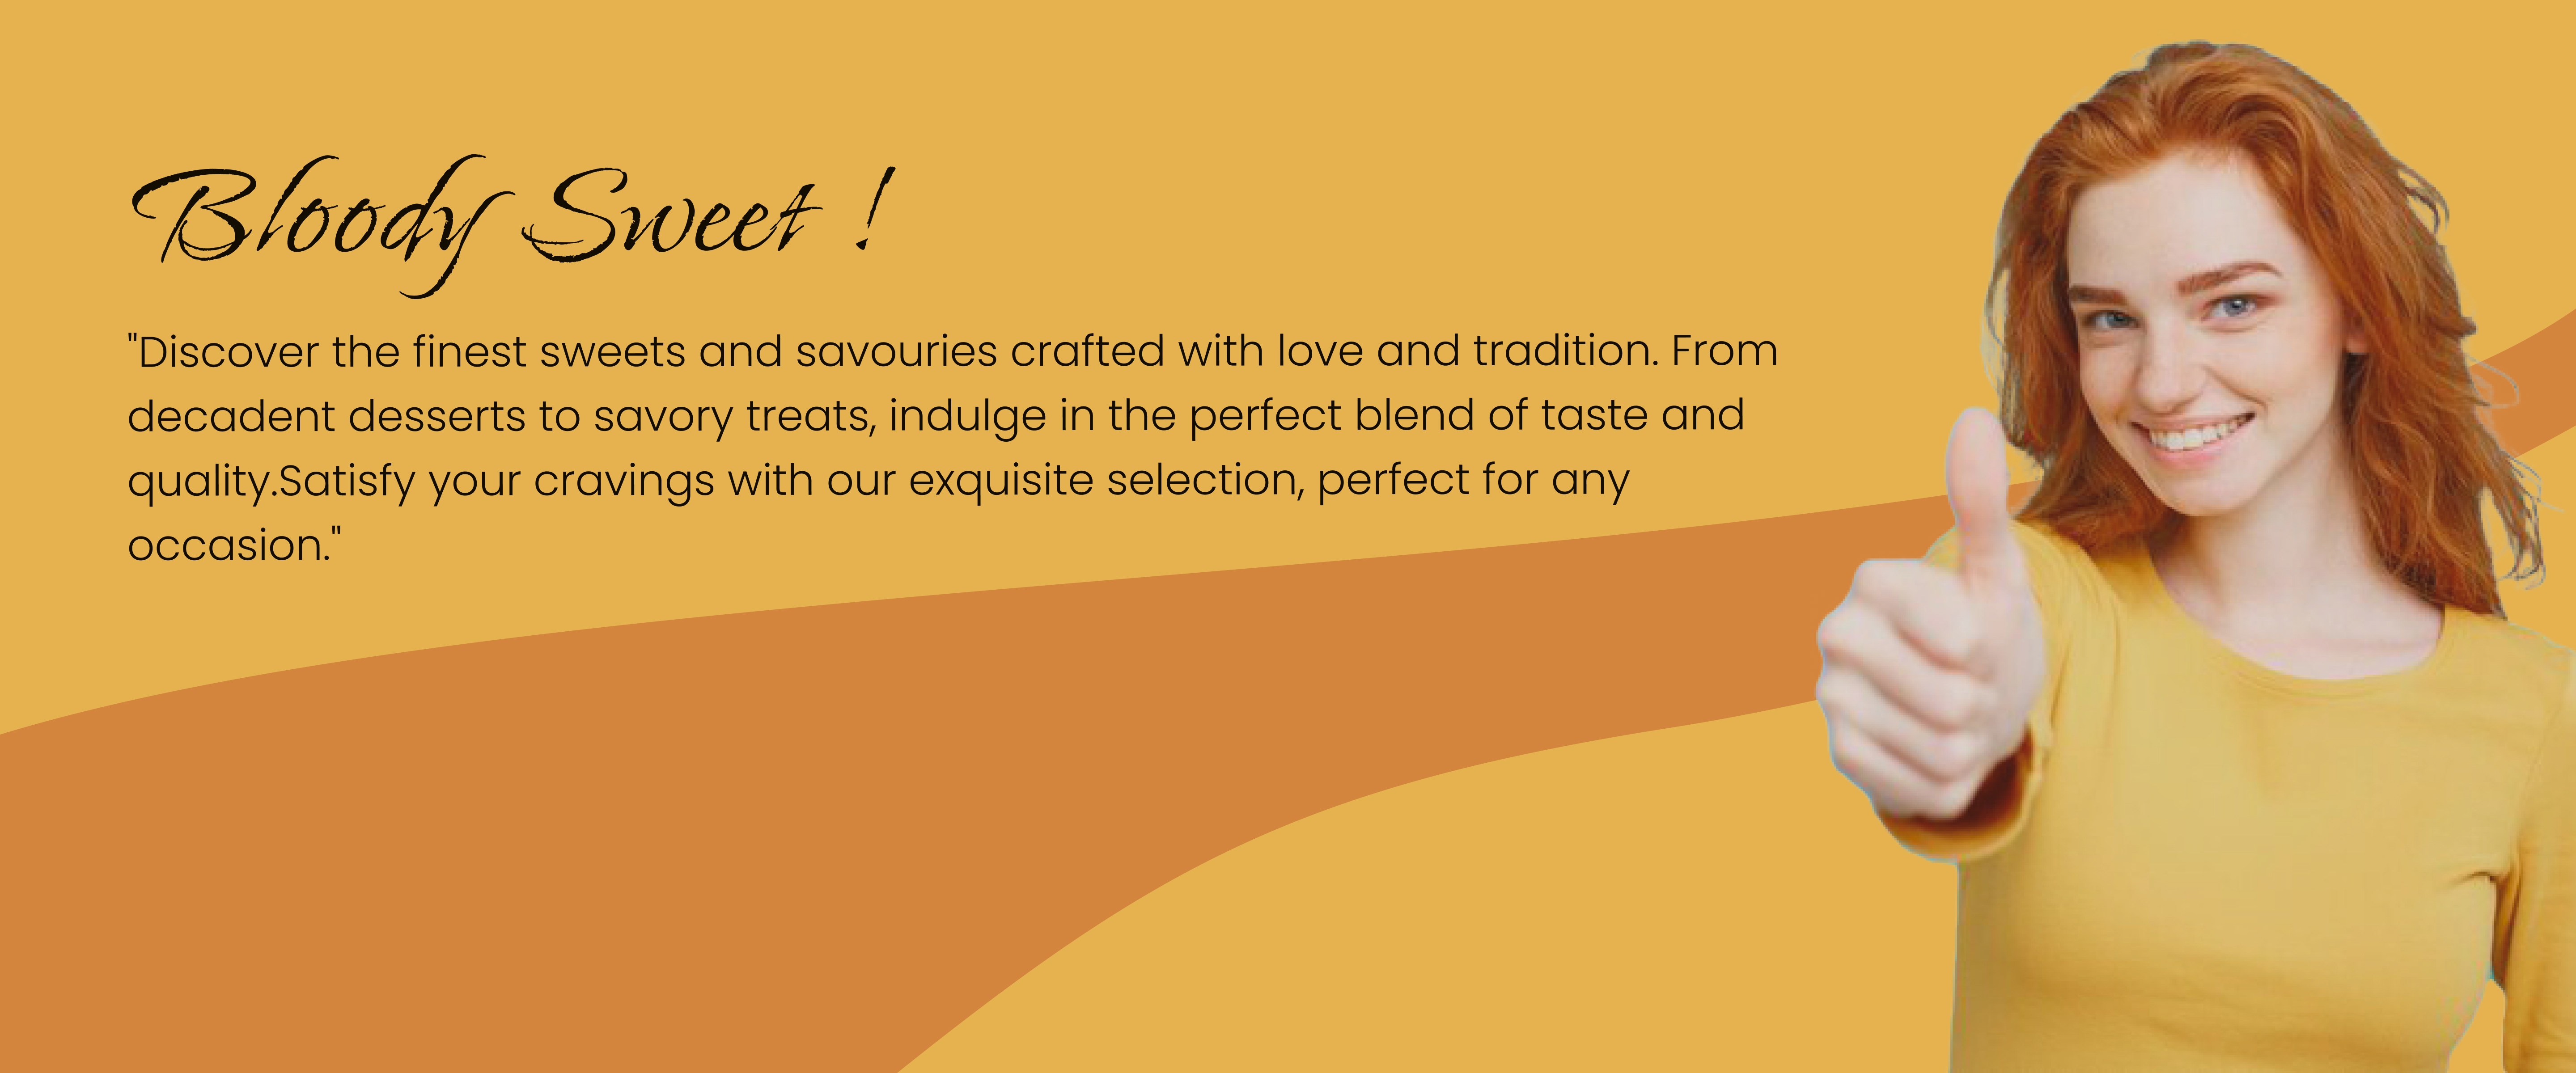 Bloody Sweet !
"Discover the finest sweets and savouries crafted with love and tradition. From
decadent desserts to savory treats, indulge in the perfect blend of taste and
quality.Satisfy your cravings with our exquisite selection, perfect for any
occasion."